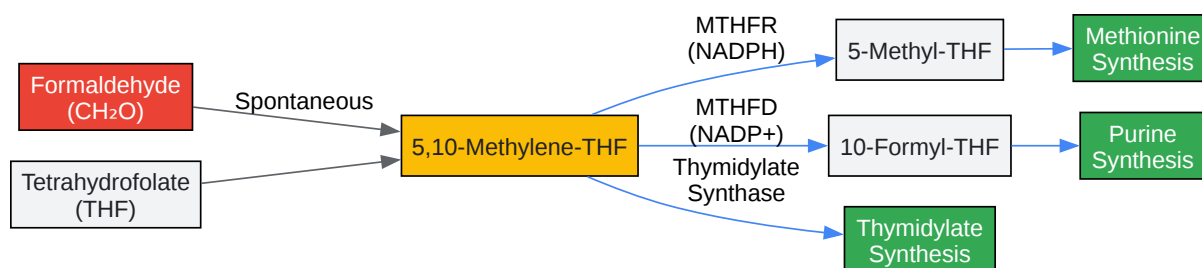 Formaldehyde
(CH₂O)
Tetrahydrofolate
(THF)
Spontaneous
5,10-Methylene-THF
MTHFR
(NADPH)
MTHFD
(NADP+)
Thymidylate
Synthase
5-Methyl-THF
10-Formyl-THF
Thymidylate
Synthesis
Methionine
Synthesis
Purine
Synthesis